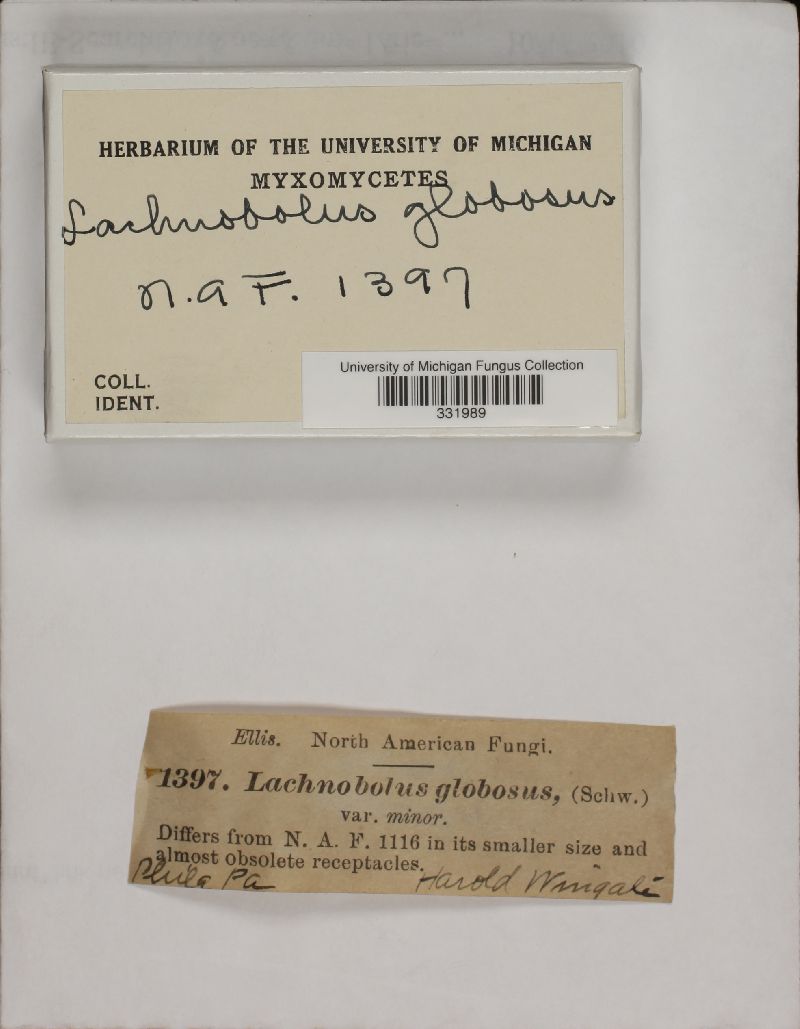 HERBARIUM OF THE UNIVERSITY OF MICHIGAN
MYXOMYCETES
Lachnobolus globosus
N.A F. 1397
COLL.
IDENT.
University of Michigan Fungus Collection
331989
Ellis. North American Fungi.
1397. Lachnobolus globosus, (Schw.)
var. minor.
Differs from N. A. F. 1116 in its smaller size and
almost obsolete receptacles.
Phila Pa Harold Wingate